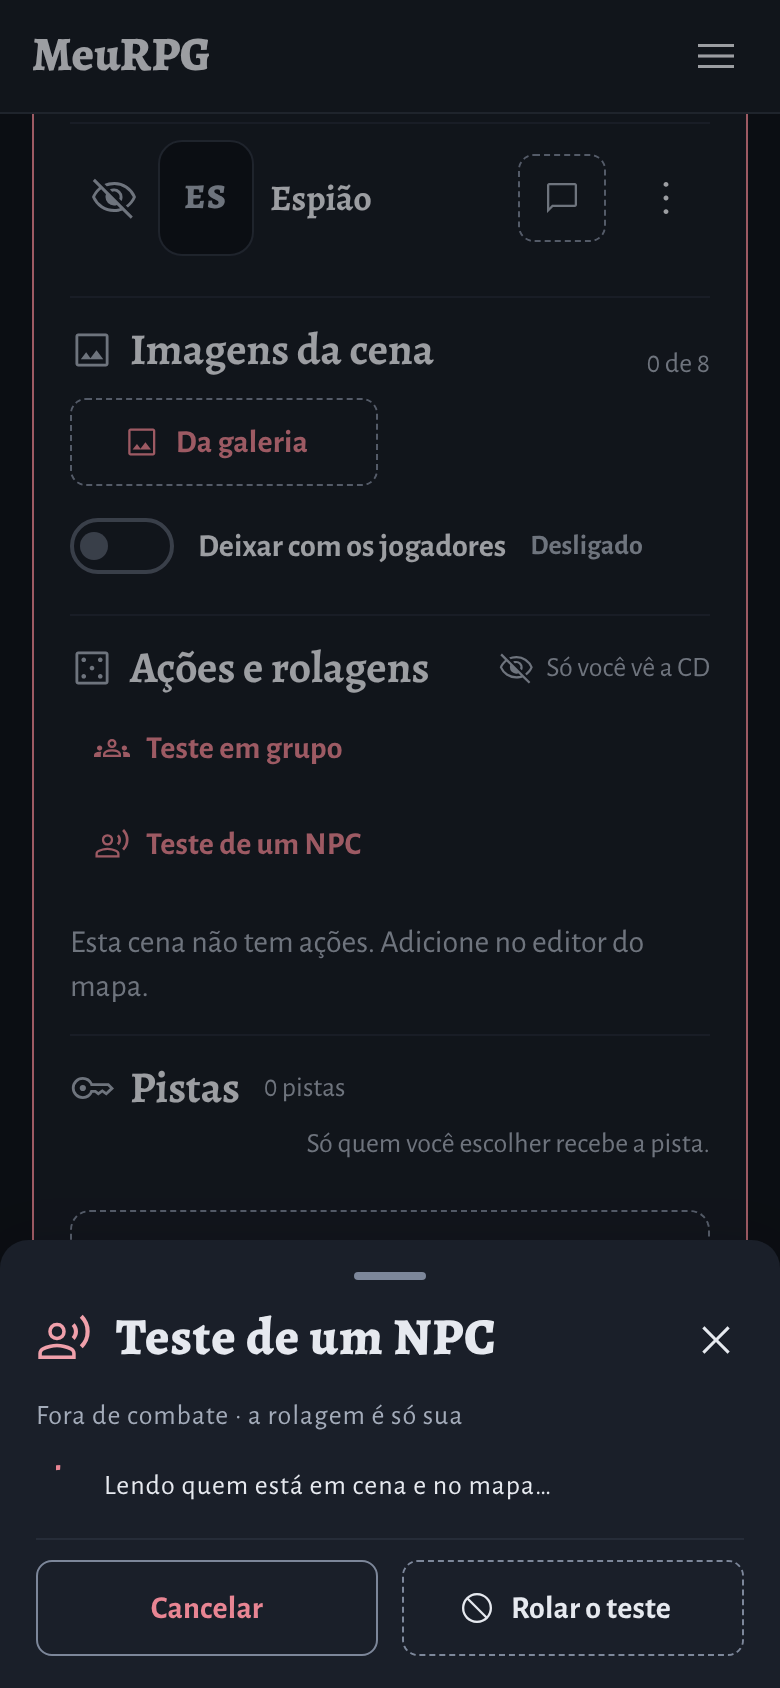 MeuRPG
ES Espião
Imagens da cena 0 de 8
Da galeria
Deixar com os jogadores Desligado
Ações e rolagens Só você vê a CD
Teste em grupo
Teste de um NPC
Esta cena não tem ações. Adicione no editor do
mapa.
Pistas 0 pistas
Só quem você escolher recebe a pista.
Teste de um NPC
Fora de combate · a rolagem é só sua
Lendo quem está em cena e no mapa...
Cancelar Rolar o teste